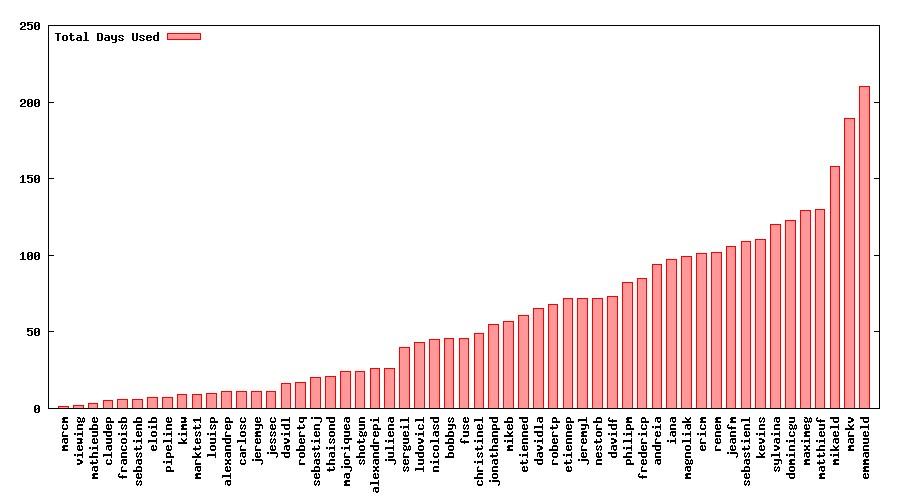 250
Total Days Used
200
150
100
50
0
marcm
viewing
mathieube
claudep
francoisb
sebastienb
eloib
pipeline
kimw
marktest1
louisp
alexandrep
carlosc
jeremye
jessec
davidl
robertq
sebastienj
thaisond
majoriquea
shotgun
alexandrepi
juliena
sergueil
ludovicl
nicolasd
bobbys
fuse
christinel
jonathanpd
mikeb
etienned
davidla
robertp
etiennep
jeremyl
nestorb
davidf
philipm
fredericp
andreia
iana
magnoliak
ericm
renem
jeanfm
sebastienl
kevins
sylvaina
dominicgu
maximeg
matthieuf
mikaeld
markv
emmanueld